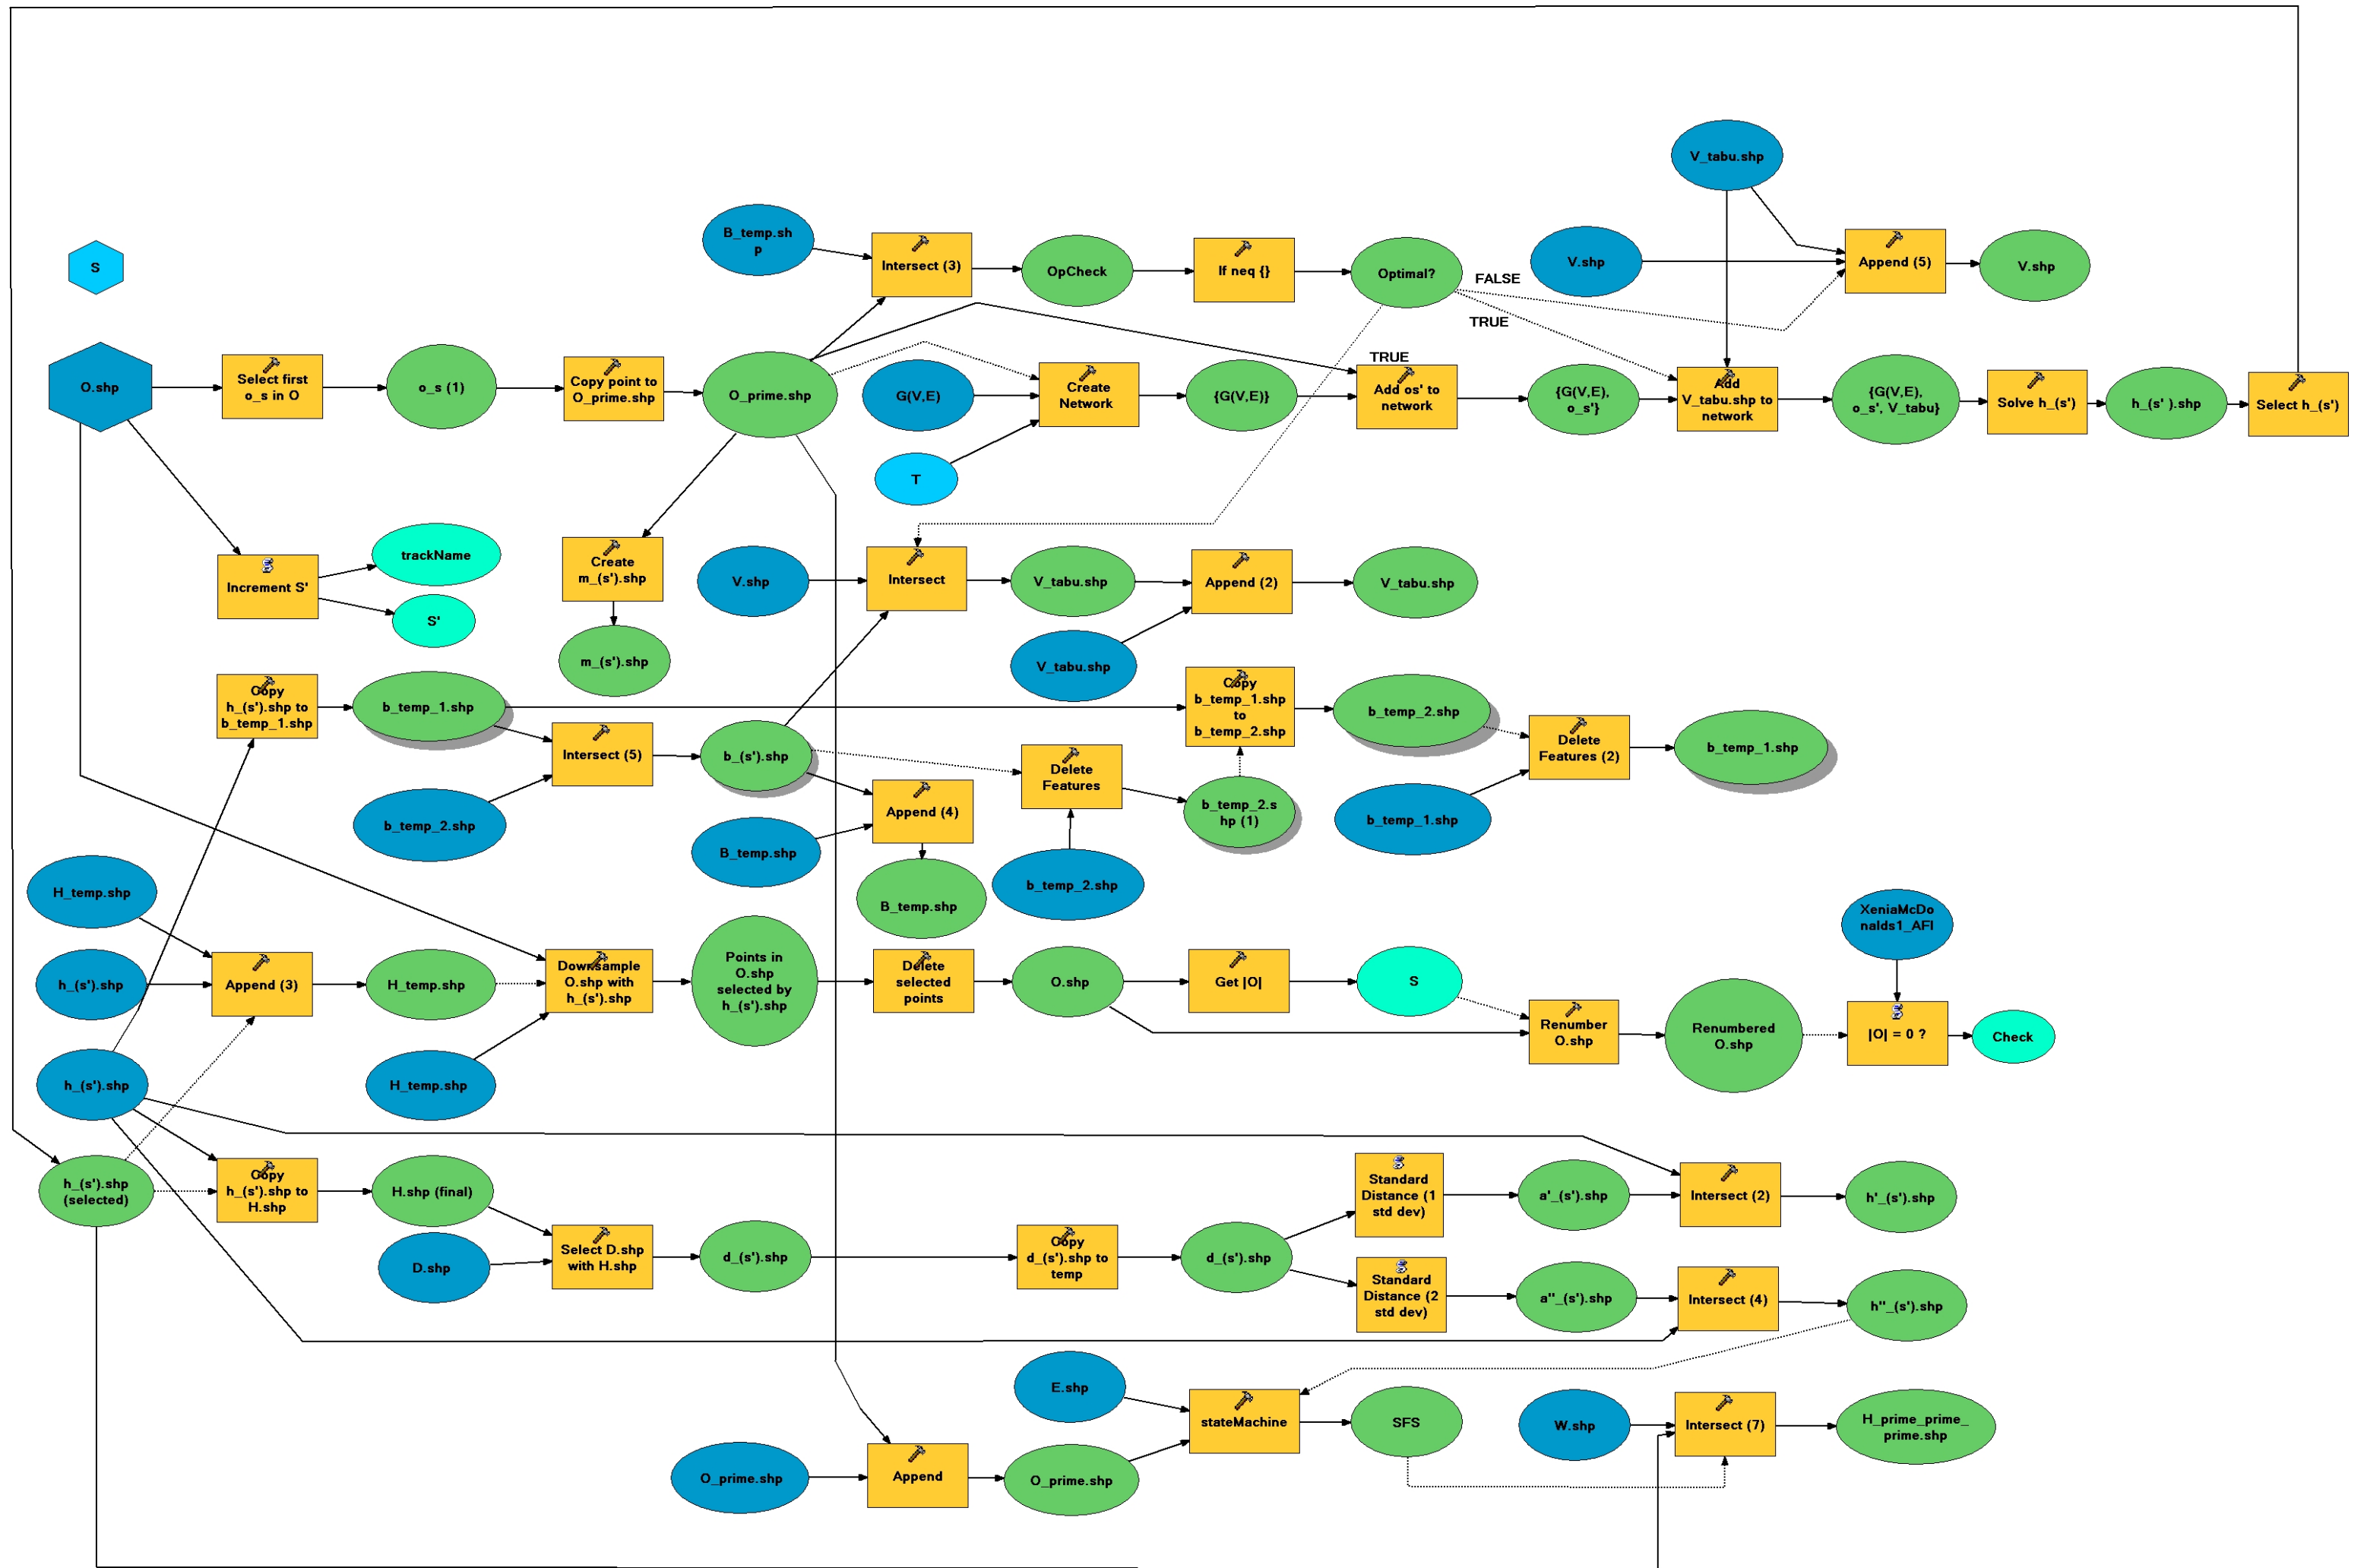 V_tabu.shp
B_temp.sh
p
Intersect (3)
OpCheck
If neq {}
Optimal?
FALSE
TRUE
V.shp
Append (5)
V.shp
S
O.shp
Select first
o_s in O
o_s (1)
Copy point to
O_prime.shp
O_prime.shp
G(V,E)
Create
Network
{G(V,E)}
TRUE
Add os' to
network
{G(V,E),
o_s'}
Add
V_tabu.shp to
network
{G(V,E),
o_s', V_tabu}
Solve h_(s')
h_(s' ).shp
Select h_(s')
T
Increment S'
trackName
S'
Create
m_(s').shp
m_(s').shp
V.shp
Intersect
V_tabu.shp
Append (2)
V_tabu.shp
V_tabu.shp
Copy
h_(s').shp to
b_temp_1.shp
b_temp_1.shp
Intersect (5)
b_temp_2.shp
b_(s').shp
Append (4)
B_temp.shp
B_temp.shp
Delete
Features
b_temp_2.shp
Copy
b_temp_1.shp
to
b_temp_2.shp
b_temp_2.s
hp (1)
b_temp_2.shp
Delete
Features (2)
b_temp_1.shp
b_temp_1.shp
H_temp.shp
h_(s').shp
Append (3)
H_temp.shp
Downsample
O.shp with
h_(s').shp
H_temp.shp
Points in
O.shp
selected by
h_(s').shp
Delete
selected
points
O.shp
Get |O|
S
Renumber
O.shp
Renumbered
O.shp
XeniaMcDo
nalds1_AFI
|O| = 0 ?
Check
h_(s').shp
h_(s').shp
(selected)
Copy
h_(s').shp to
H.shp
H.shp (final)
D.shp
Select D.shp
with H.shp
d_(s').shp
Copy
d_(s').shp to
temp
d_(s').shp
Standard
Distance (1
std dev)
a'_(s').shp
Intersect (2)
h'_(s').shp
Standard
Distance (2
std dev)
a''_(s').shp
Intersect (4)
h''_(s').shp
E.shp
stateMachine
SFS
W.shp
Intersect (7)
H_prime_prime_
prime.shp
O_prime.shp
Append
O_prime.shp